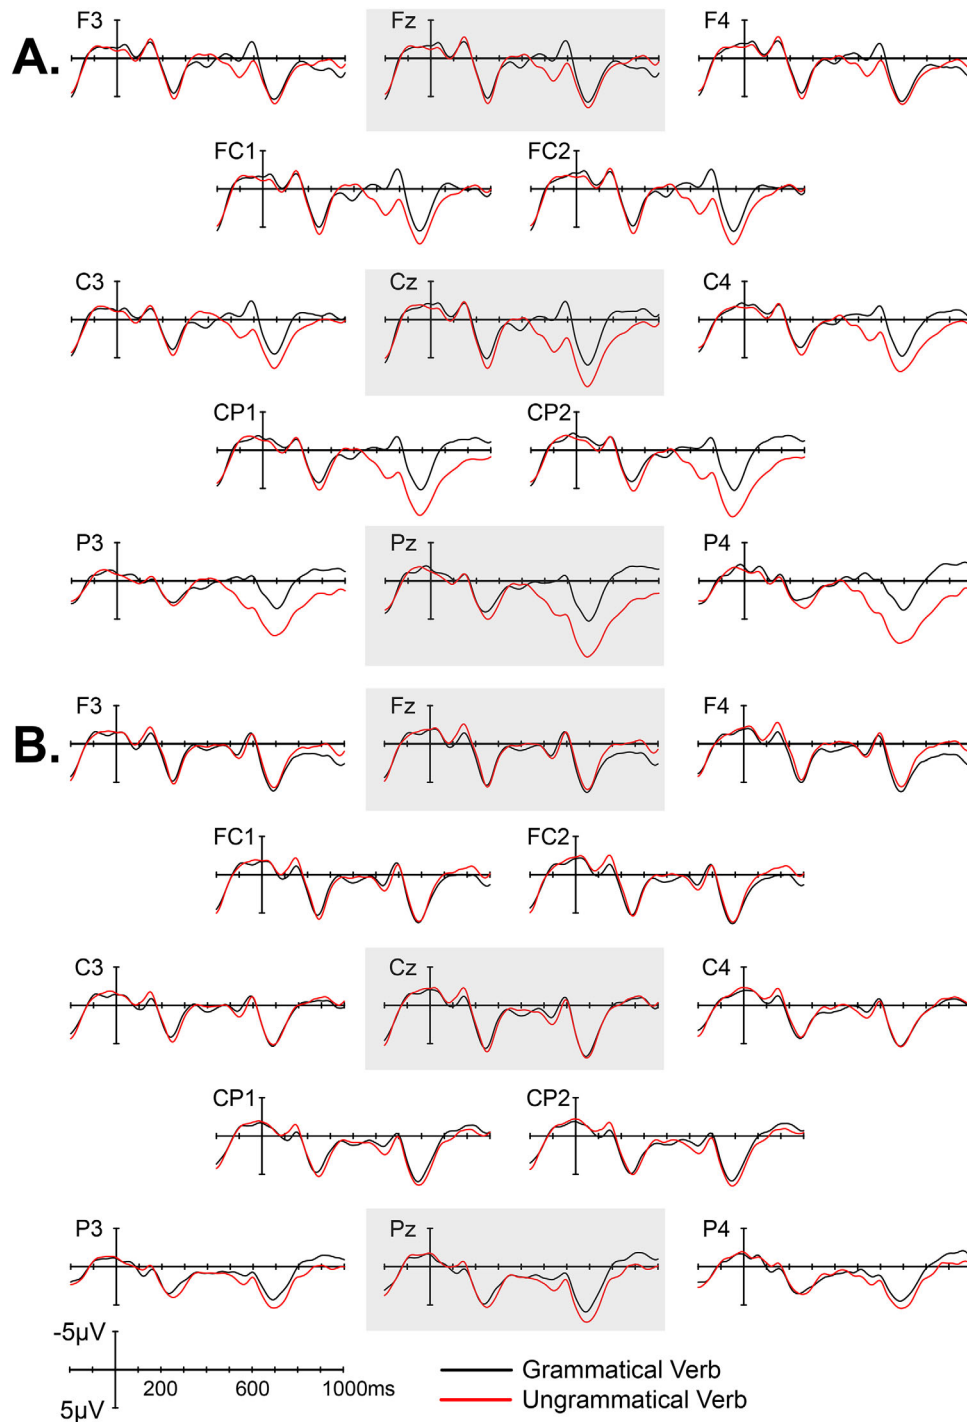 A.
F3 Fz F4
FC1 FC2
C3 Cz C4
CP1 CP2
P3 Pz P4
B.
F3 Fz F4
FC1 FC2
C3 Cz C4
CP1 CP2
P3 Pz P4
-5µV
200 600 1000ms
5µV
Grammatical Verb
Ungrammatical Verb